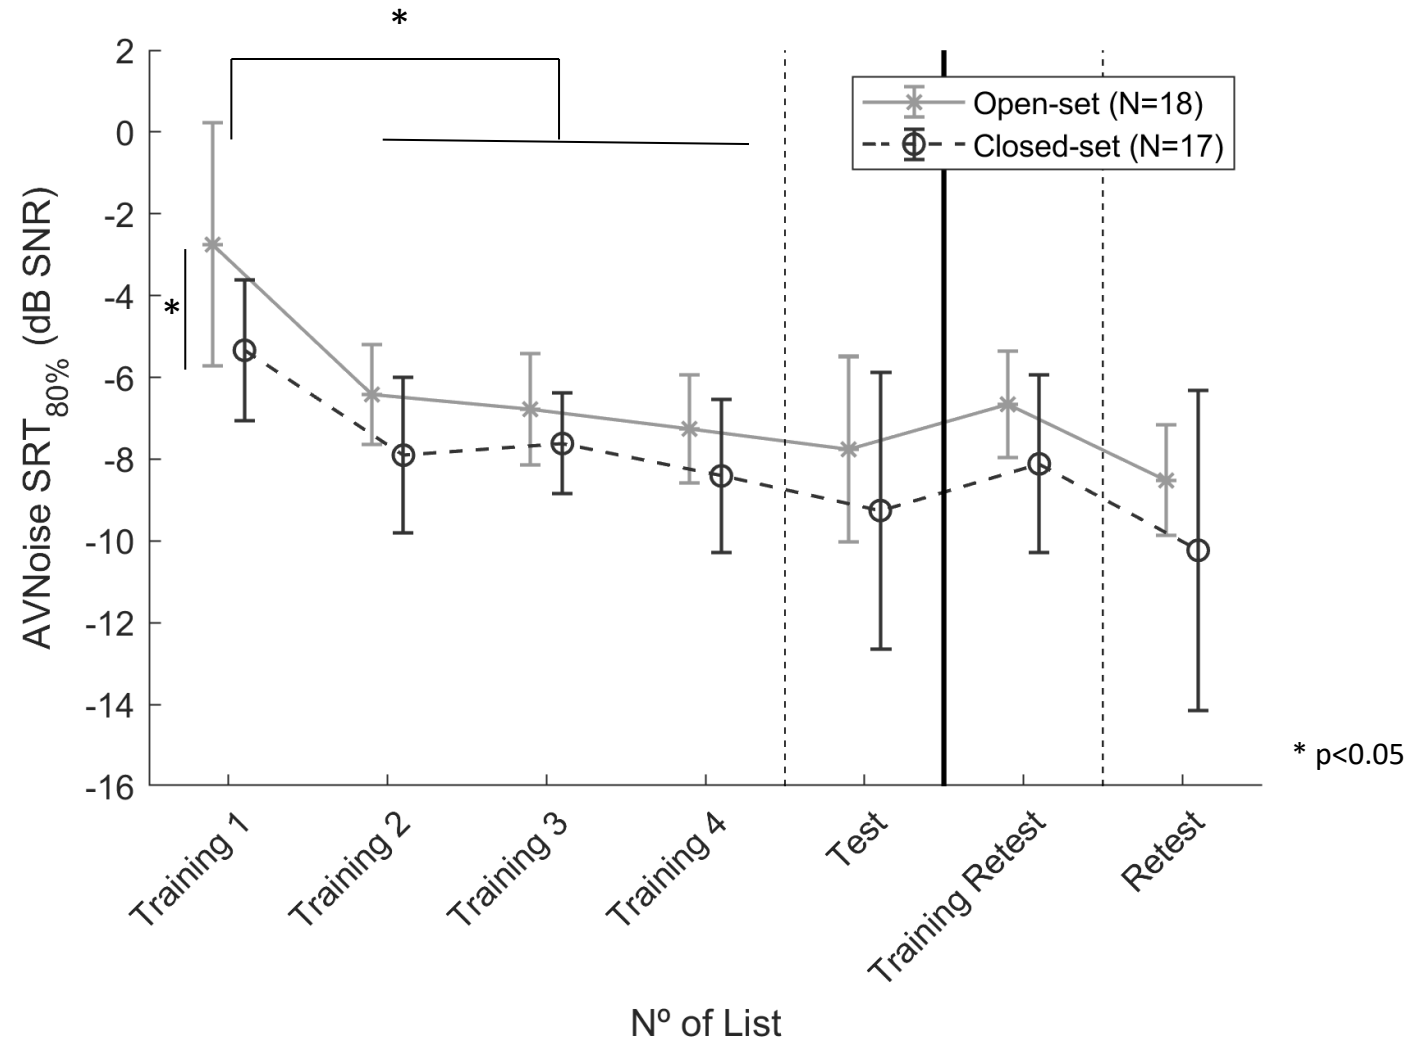 *
2
0
-2
-4
-6
-8
-10
-12
-14
-16
AVNoise SRT80% (dB SNR)
*
Open-set (N=18)
Closed-set (N=17)
* p<0.05
Training 1
Training 2
Training 3
Training 4
Test
Training Retest
Retest
Nº of List